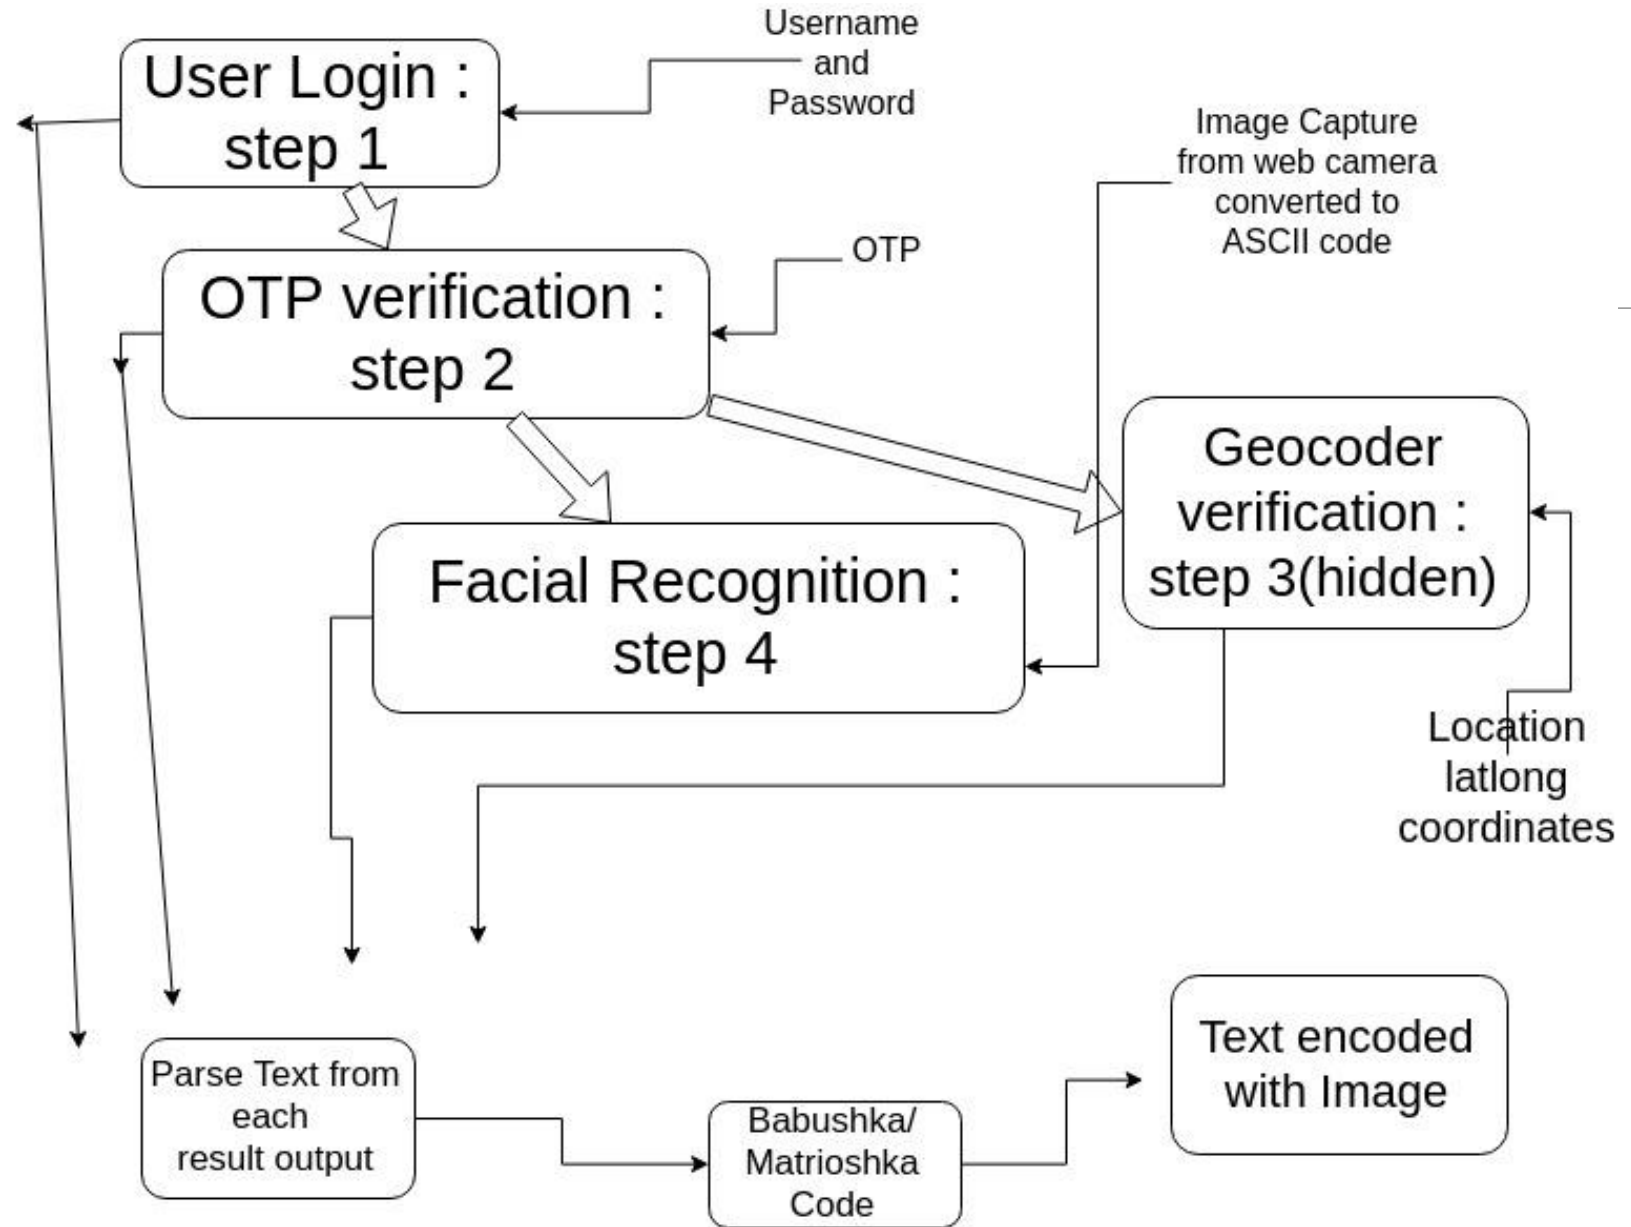 Username
and
Password
User Login :
step 1
Image Capture
from web camera
converted to
ASCII code
OTP
OTP verification :
step 2
Geocoder
verification :
step 3(hidden)
Facial Recognition :
step 4
Location
latlong
coordinates
Parse Text from
each
result output
Babushka/
Matrioshka
Code
Text encoded
with Image